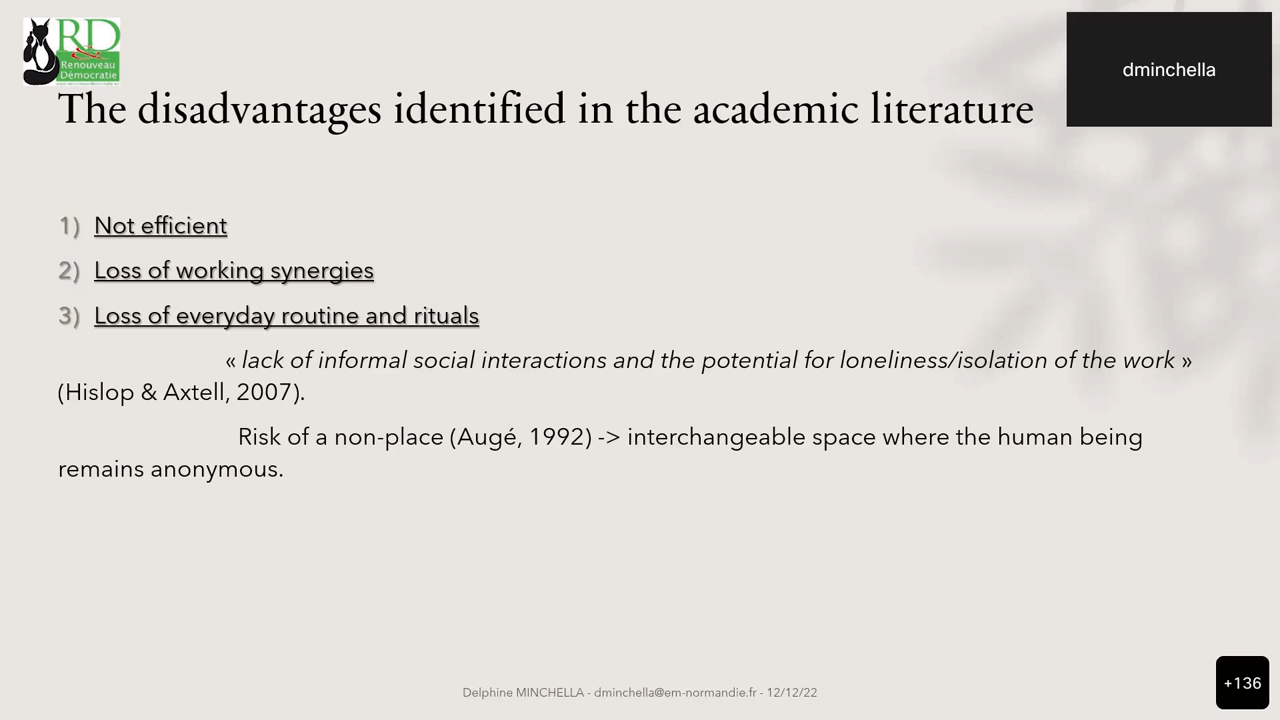 RD
Renouveau
Démocratie
dminchella
The disadvantages identified in the academic literature
1) Not efficient
2) Loss of working synergies
3) Loss of everyday routine and rituals
« lack of informal social interactions and the potential for loneliness/isolation of the work »
(Hislop & Axtell, 2007).
Risk of a non-place (Augé, 1992) -> interchangeable space where the human being
remains anonymous.
Delphine MINCHELLA - dminchella@em-normandie.fr - 12/12/22
+136